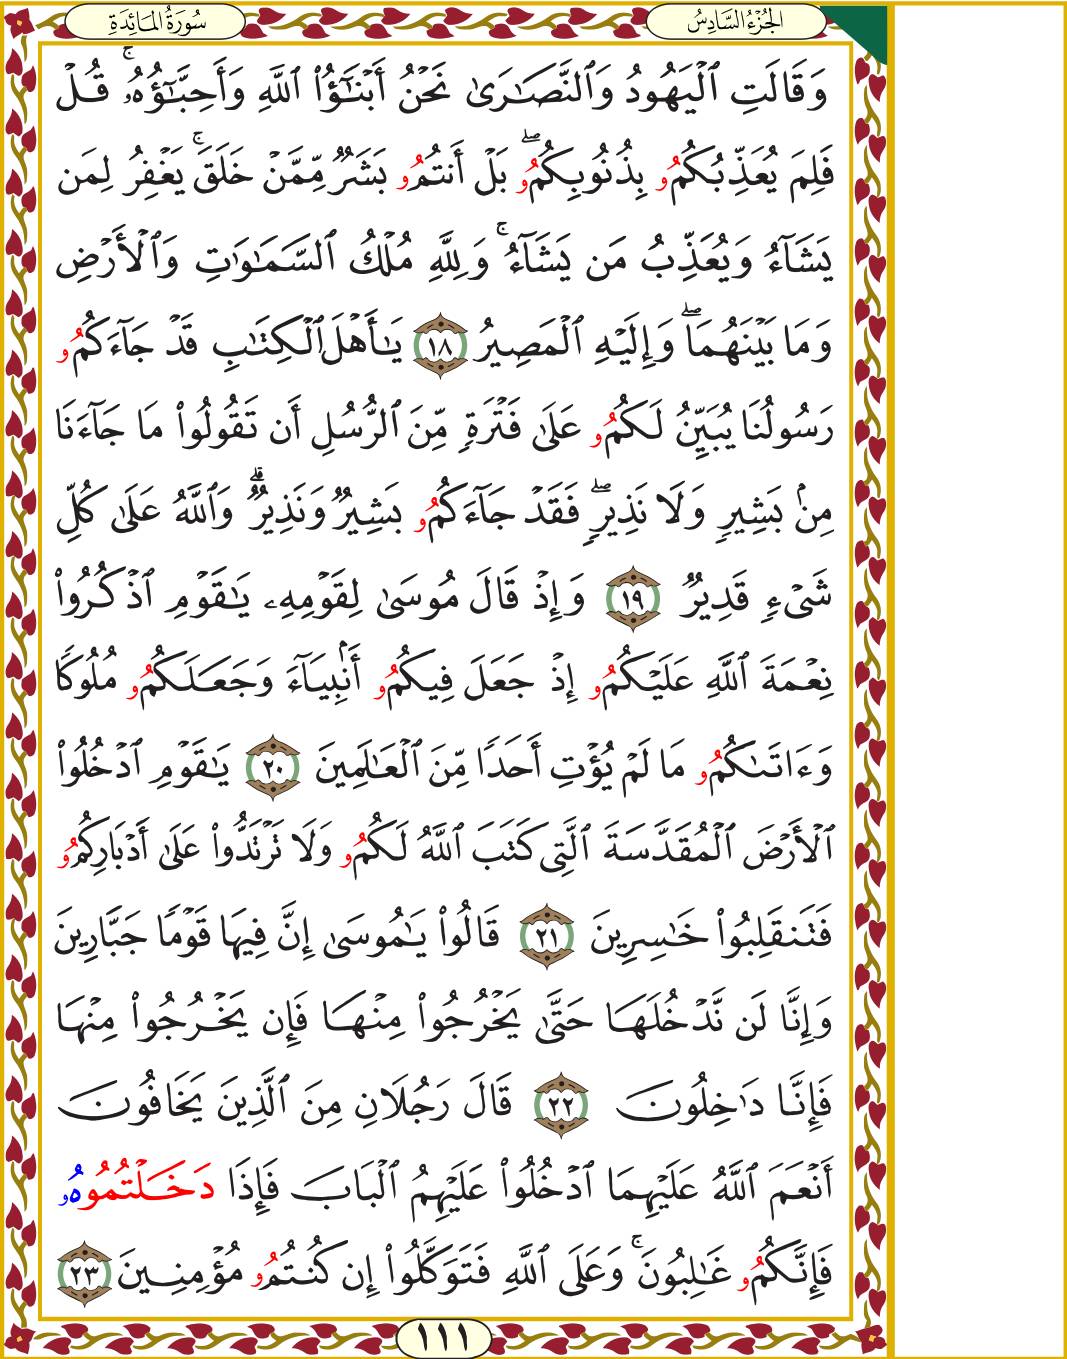 الجُزْءُ السَّادِسُ
سُورَةُ المَائِدَةِ
وَقَالَتِ ٱلْيَهُودُ وَٱلنَّصَٰرَىٰ نَحْنُ أَبْنَٰٓؤُا۟ ٱللَّهِ وَأَحِبَّٰٓؤُهُۥ ۚ قُلْ
فَلِمَ يُعَذِّبُكُمُۥ بِذُنُوبِكُمُۥ ۖ بَلْ أَنتُمُۥ بَشَرٌ مِّمَّنْ خَلَقَ ۚ يَغْفِرُ لِمَن
يَشَآءُ وَيُعَذِّبُ مَن يَشَآءُ ۚ وَلِلَّهِ مُلْكُ ٱلسَّمَٰوَٰتِ وَٱلْأَرْضِ
وَمَا بَيْنَهُمَا ۖ وَإِلَيْهِ ٱلْمَصِيرُ ١٨ يَٰٓأَهْلَ ٱلْكِتَٰبِ قَدْ جَآءَكُمُۥ
رَسُولُنَا يُبَيِّنُ لَكُمُۥ عَلَىٰ فَتْرَةٍ مِّنَ ٱلرُّسُلِ أَن تَقُولُوا۟ مَا جَآءَنَا
مِنۢ بَشِيرٍ وَلَا نَذِيرٍ ۖ فَقَدْ جَآءَكُمُۥ بَشِيرٌ وَنَذِيرٌ ۗ وَٱللَّهُ عَلَىٰ كُلِّ
شَىْءٍ قَدِيرٌ ١٩ وَإِذْ قَالَ مُوسَىٰ لِقَوْمِهِۦ يَٰقَوْمِ ٱذْكُرُوا۟
نِعْمَةَ ٱللَّهِ عَلَيْكُمُۥ إِذْ جَعَلَ فِيكُمُۥ أَنۢبِيَآءَ وَجَعَلَكُمُۥ مُلُوكًا
وَءَاتَىٰكُمُۥ مَا لَمْ يُؤْتِ أَحَدًا مِّنَ ٱلْعَٰلَمِينَ ٢٠ يَٰقَوْمِ ٱدْخُلُوا۟
ٱلْأَرْضَ ٱلْمُقَدَّسَةَ ٱلَّتِى كَتَبَ ٱللَّهُ لَكُمُۥ وَلَا تَرْتَدُّوا۟ عَلَىٰ أَدْبَارِكُمُۥ
فَتَنقَلِبُوا۟ خَٰسِرِينَ ٢١ قَالُوا۟ يَٰمُوسَىٰ إِنَّ فِيهَا قَوْمًا جَبَّارِينَ
وَإِنَّا لَن نَّدْخُلَهَا حَتَّىٰ يَخْرُجُوا۟ مِنْهَا فَإِن يَخْرُجُوا۟ مِنْهَا
فَإِنَّا دَٰخِلُونَ ٢٢ قَالَ رَجُلَانِ مِنَ ٱلَّذِينَ يَخَافُونَ
أَنْعَمَ ٱللَّهُ عَلَيْهِمَا ٱدْخُلُوا۟ عَلَيْهِمُ ٱلْبَابَ فَإِذَا دَخَلْتُمُوهُۥ
فَإِنَّكُمُۥ غَٰلِبُونَ ۚ وَعَلَى ٱللَّهِ فَتَوَكَّلُوا۟ إِن كُنتُمُۥ مُؤْمِنِينَ ٢٣
١١١